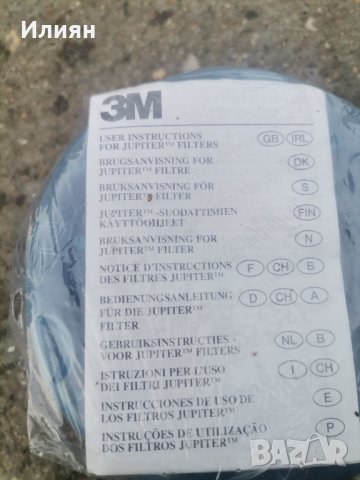 Илиян
3M
USER INSTRUCTIONS GB IRL
FOR JUPITER™ FILTERS
BRUGSANVISNING FOR DK
JUPITER™ FILTRE
BRUKSANVISNING FÖR S
JUPITER™ FILTER
JUPITER™ -SUODATTIMIEN FIN
KÄYTTÖOHJEET
BRUKSANVISNING FOR N
JUPITER™ FILTER
NOTICE D'INSTRUCTIONS F CH B
DES FILTRES JUPITER™
BEDIENUNGSANLEITUNG D CH A
FÜR DIE JUPITER™
FILTER
GEBRUIKSINSTRUCTIES - NL B
VOOR JUPITER™ FILTERS
ISTRUZIONI PER L'USO I CH
DEI FILTRI JUPITER™
INSTRUCCIONES DE USO DE E
LOS FILTROS JUPITER™
INSTRUÇÕES DE UTILIZAÇÃO P
DOS FILTROS JUPITER™
BAZAR